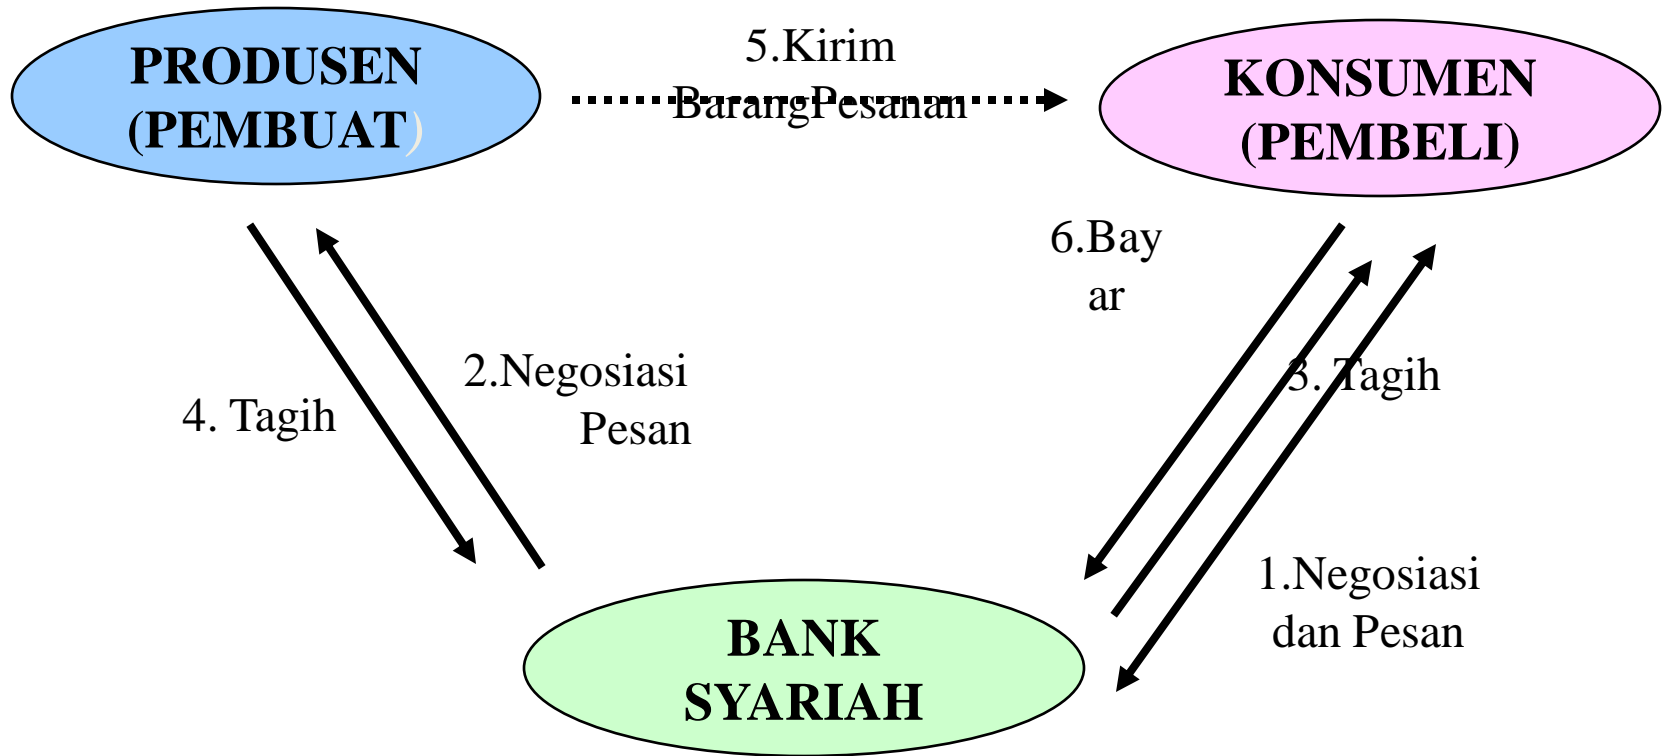 PRODUSEN
(PEMBUAT)
5.Kirim
BarangPesanan
KONSUMEN
(PEMBELI)
6.Bay
ar
2.Negosiasi
Pesan
4. Tagih
3. Tagih
1.Negosiasi
dan Pesan
BANK
SYARIAH